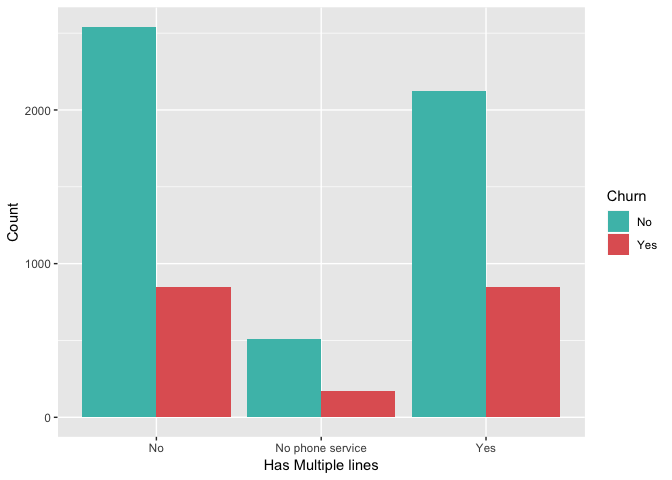 2000
1000
0
Count
No
No phone service
Yes
Has Multiple lines
Churn
No
Yes